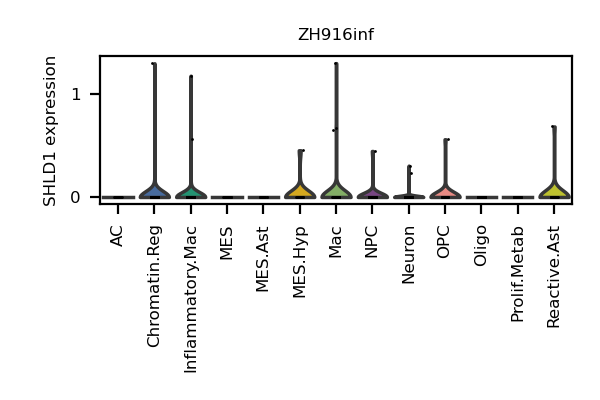 ZH916inf
SHLD1 expression
1
0
AC
Chromatin.Reg
Inflammatory.Mac
MES
MES.Ast
MES.Hyp
Mac
NPC
Neuron
OPC
Oligo
Prolif.Metab
Reactive.Ast